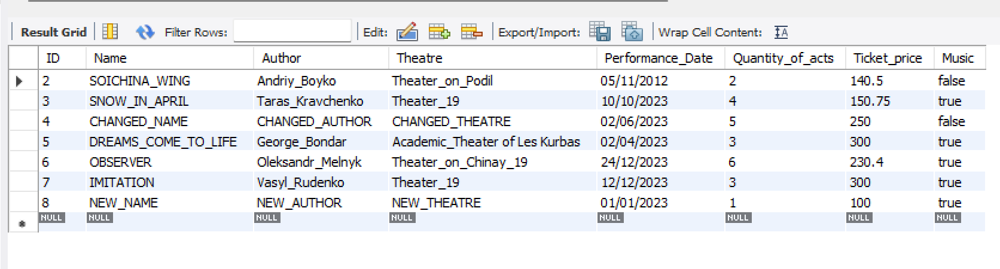 Result Grid Filter Rows: Edit: Export/Import: Wrap Cell Content: IA
ID Name Author Theatre Performance_Date Quantity_of_acts Ticket_price Music
2 SOICHINA_WING Andriy_Boyko Theater_on_Podil 05/11/2012 2 140.5 false
3 SNOW_IN_APRIL Taras_Kravchenko Theater_19 10/10/2023 4 150.75 true
4 CHANGED_NAME CHANGED_AUTHOR CHANGED_THEATRE 02/06/2023 5 250 false
5 DREAMS_COME_TO_LIFE George_Bondar Academic_Theater of Les Kurbas 02/04/2023 3 300 true
6 OBSERVER Oleksandr_Melnyk Theater_on_Chinay_19 24/12/2023 6 230.4 true
7 IMITATION Vasyl_Rudenko Theater_19 12/12/2023 3 300 true
8 NEW_NAME NEW_AUTHOR NEW_THEATRE 01/01/2023 1 100 true
NULL NULL NULL NULL NULL NULL NULL NULL